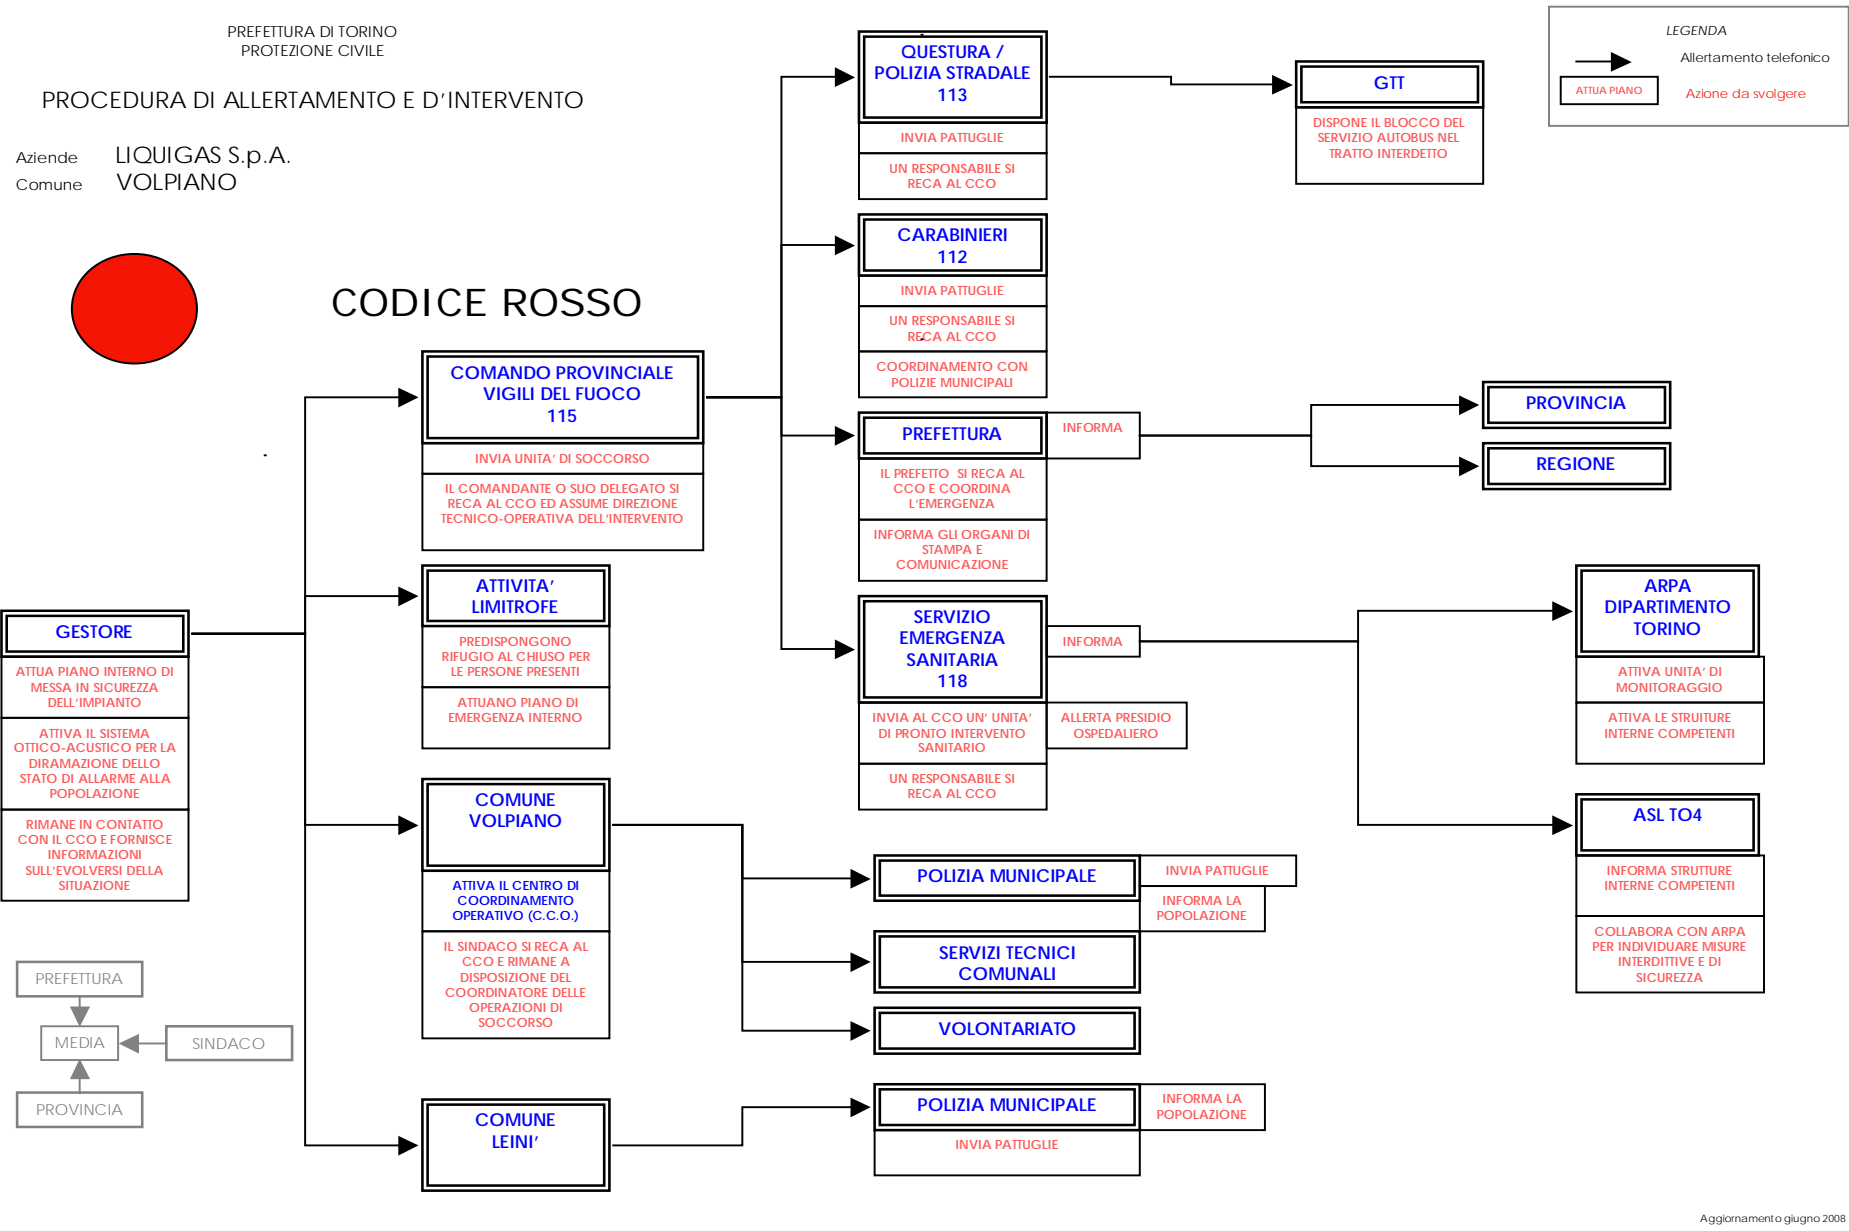 PREFETTURA DI TORINO
PROTEZIONE CIVILE
PROCEDURA DI ALLERTAMENTO E D'INTERVENTO
Aziende LIQUIGAS S.p.A.
Comune VOLPIANO
CODICE ROSSO
LEGENDA
Allertamento telefonico
ATTUA PIANO
Azione da svolgere
GESTORE
ATTUA PIANO INTERNO DI
MESSA IN SICUREZZA
DELL'IMPIANTO
ATTIVA IL SISTEMA
OTTICO-ACUSTICO PER LA
DIRAMAZIONE DELLO
STATO DI ALLARME ALLA
POPOLAZIONE
RIMANE IN CONTATTO
CON IL CCO E FORNISCE
INFORMAZIONI
SULL'EVOLVERSI DELLA
SITUAZIONE
PREFETTURA
MEDIA
SINDACO
PROVINCIA
COMANDO PROVINCIALE
VIGILI DEL FUOCO
115
INVIA UNITA' DI SOCCORSO
IL COMANDANTE O SUO DELEGATO SI
RECA AL CCO ED ASSUME DIREZIONE
TECNICO-OPERATIVA DELL'INTERVENTO
ATTIVITA'
LIMITROFE
PREDISPONGONO
RIFUGIO AL CHIUSO PER
LE PERSONE PRESENTI
ATTUANO PIANO DI
EMERGENZA INTERNO
COMUNE
VOLPIANO
ATTIVA IL CENTRO DI
COORDINAMENTO
OPERATIVO (C.C.O.)
IL SINDACO SI RECA AL
CCO E RIMANE A
DISPOSIZIONE DEL
COORDINATORE DELLE
OPERAZIONI DI
SOCCORSO
COMUNE
LEINI'
QUESTURA /
POLIZIA STRADALE
113
INVIA PATTUGLIE
UN RESPONSABILE SI
RECA AL CCO
GTT
DISPONE IL BLOCCO DEL
SERVIZIO AUTOBUS NEL
TRATTO INTERDETTO
CARABINIERI
112
INVIA PATTUGLIE
UN RESPONSABILE SI
RECA AL CCO
COORDINAMENTO CON
POLIZIE MUNICIPALI
PREFETTURA
INFORMA
IL PREFETTO SI RECA AL
CCO E COORDINA
L'EMERGENZA
INFORMA GLI ORGANI DI
STAMPA E
COMUNICAZIONE
PROVINCIA
REGIONE
SERVIZIO
EMERGENZA
SANITARIA
118
INFORMA
INVIA AL CCO UN' UNITA'
DI PRONTO INTERVENTO
SANITARIO
ALLERTA PRESIDIO
OSPEDALIERO
UN RESPONSABILE SI
RECA AL CCO
ARPA
DIPARTIMENTO
TORINO
ATTIVA UNITA' DI
MONITORAGGIO
ATTIVA LE STRUITURE
INTERNE COMPETENTI
ASL TO4
INFORMA STRUTTURE
INTERNE COMPETENTI
COLLABORA CON ARPA
PER INDIVIDUARE MISURE
INTERDITTIVE E DI
SICUREZZA
POLIZIA MUNICIPALE
INVIA PATTUGLIE
INFORMA LA
POPOLAZIONE
SERVIZI TECNICI
COMUNALI
VOLONTARIATO
POLIZIA MUNICIPALE
INFORMA LA
POPOLAZIONE
INVIA PATTUGLIE
Aggiornamento giugno 2008